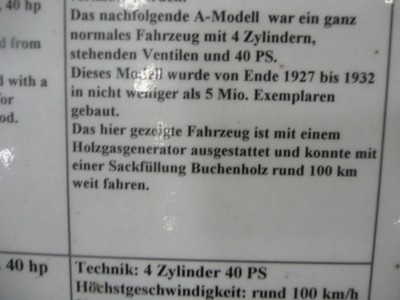 , 40 hp
Das nachfolgende A-Modell war ein ganz
normales Fahrzeug mit 4 Zylindern,
d from
stehenden Ventilen und 40 PS.
Dieses Modell wurde von Ende 1927 bis 1932
d with a
in nicht weniger als 5 Mio. Exemplaren
for
gebaut.
od.
Das hier gezeigte Fahrzeug ist mit einem
Holzgasgenerator ausgestattet und konnte mit
einer Sackfüllung Buchenholz rund 100 km
weit fahren.
40 hp
Technik: 4 Zylinder 40 PS
Höchstgeschwindigkeit: rund 100 km/h